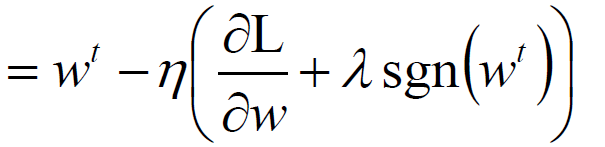 = w^t − η(∂L/∂w + λ sgn(w^t))